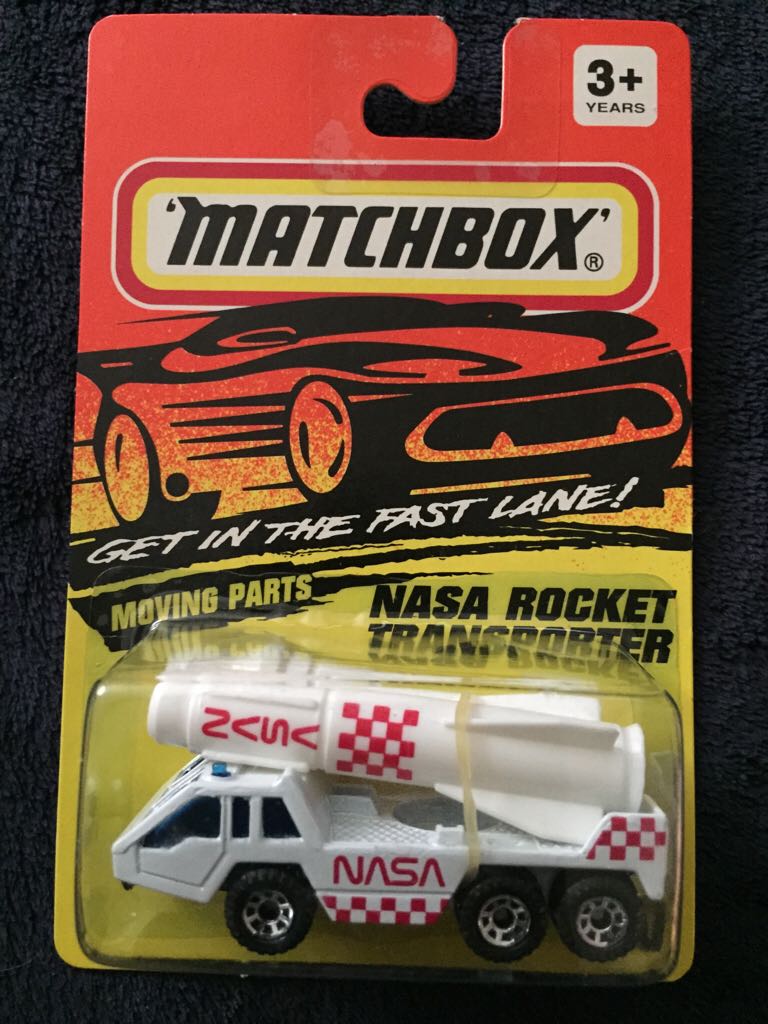 3+
YEARS
'MATCHBOX'®
GET IN THE FAST LANE!
MOVING PARTS
NASA ROCKET
TRANSPORTER
NASA
NASA